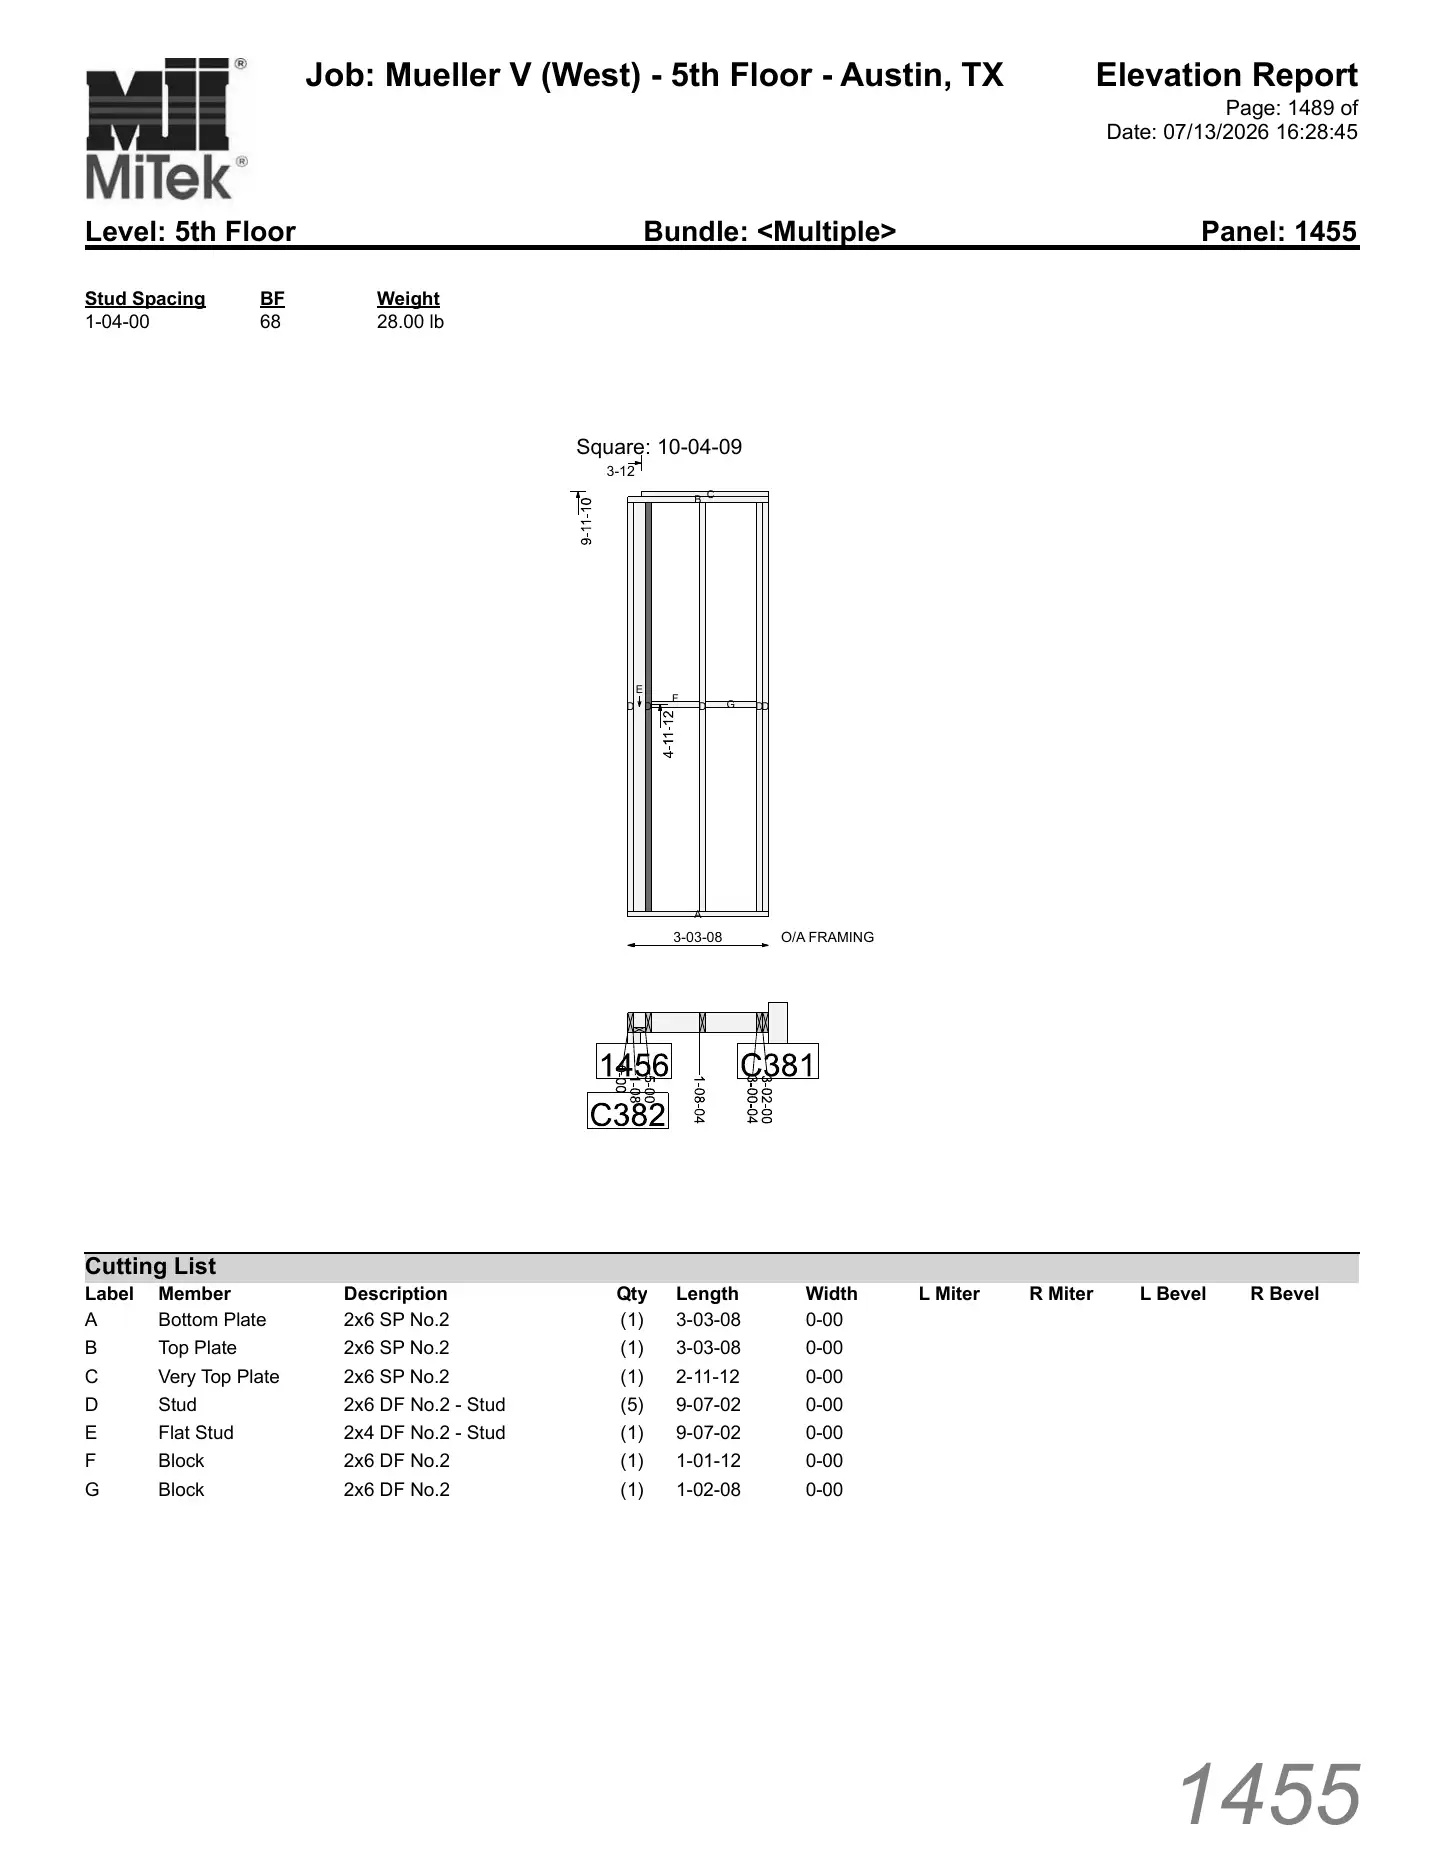 Job: Mueller V (West) - 5th Floor - Austin, TX
Elevation Report
Page: 1489 of
Date: 07/13/2026 16:28:45
MiTek®
Level: 5th Floor Bundle: <Multiple> Panel: 1455
Stud Spacing BF Weight
1-04-00 68 28.00 lb
Square: 10-04-09
3-12
9-11-10
C
B
E
F
G
D D D D D
4-11-12
A
3-03-08 O/A FRAMING
1456 C381
1-08 5-00 1-08-04 3-00-04 3-02-00
C382
Cutting List
Label Member Description Qty Length Width L Miter R Miter L Bevel R Bevel
A Bottom Plate 2x6 SP No.2 (1) 3-03-08 0-00
B Top Plate 2x6 SP No.2 (1) 3-03-08 0-00
C Very Top Plate 2x6 SP No.2 (1) 2-11-12 0-00
D Stud 2x6 DF No.2 - Stud (5) 9-07-02 0-00
E Flat Stud 2x4 DF No.2 - Stud (1) 9-07-02 0-00
F Block 2x6 DF No.2 (1) 1-01-12 0-00
G Block 2x6 DF No.2 (1) 1-02-08 0-00
1455